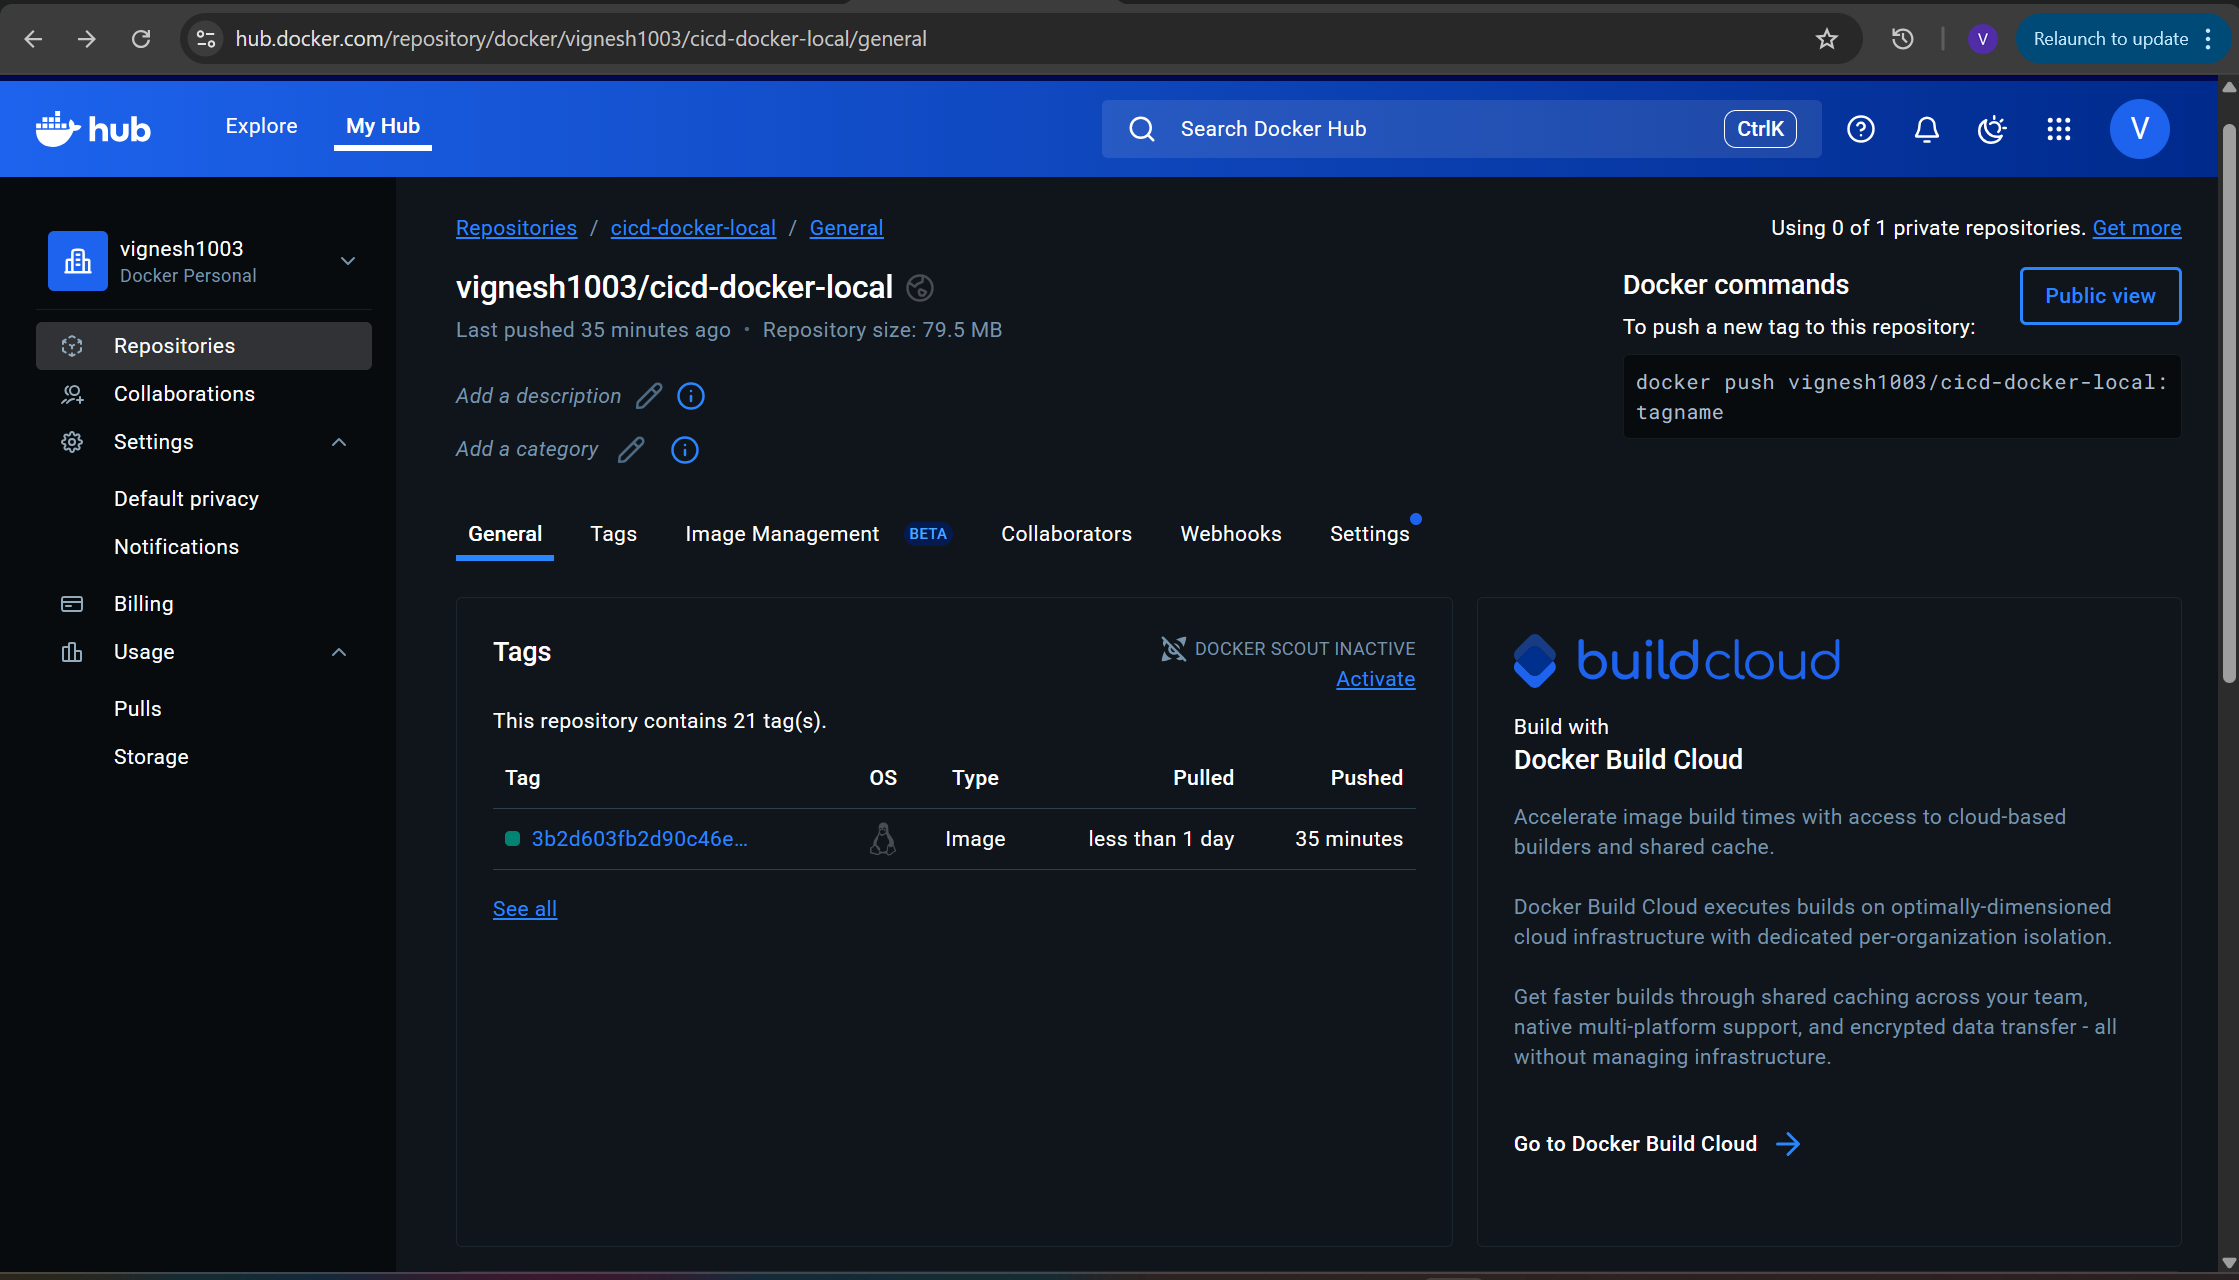 hub.docker.com/repository/docker/vignesh1003/cicd-docker-local/general
V
Relaunch to update
hub
Explore
My Hub
Search Docker Hub
CtrlK
V
vignesh1003
Docker Personal
Repositories
Collaborations
Settings
Default privacy
Notifications
Billing
Usage
Pulls
Storage
Repositories / cicd-docker-local / General
Using 0 of 1 private repositories. Get more
vignesh1003/cicd-docker-local
Last pushed 35 minutes ago • Repository size: 79.5 MB
Add a description
Add a category
Docker commands
Public view
To push a new tag to this repository:
docker push vignesh1003/cicd-docker-local:
tagname
General
Tags
Image Management BETA
Collaborators
Webhooks
Settings
Tags
DOCKER SCOUT INACTIVE
Activate
This repository contains 21 tag(s).
Tag OS Type Pulled Pushed
3b2d603fb2d90c46e... Image less than 1 day 35 minutes
See all
buildcloud
Build with
Docker Build Cloud
Accelerate image build times with access to cloud-based
builders and shared cache.
Docker Build Cloud executes builds on optimally-dimensioned
cloud infrastructure with dedicated per-organization isolation.
Get faster builds through shared caching across your team,
native multi-platform support, and encrypted data transfer - all
without managing infrastructure.
Go to Docker Build Cloud